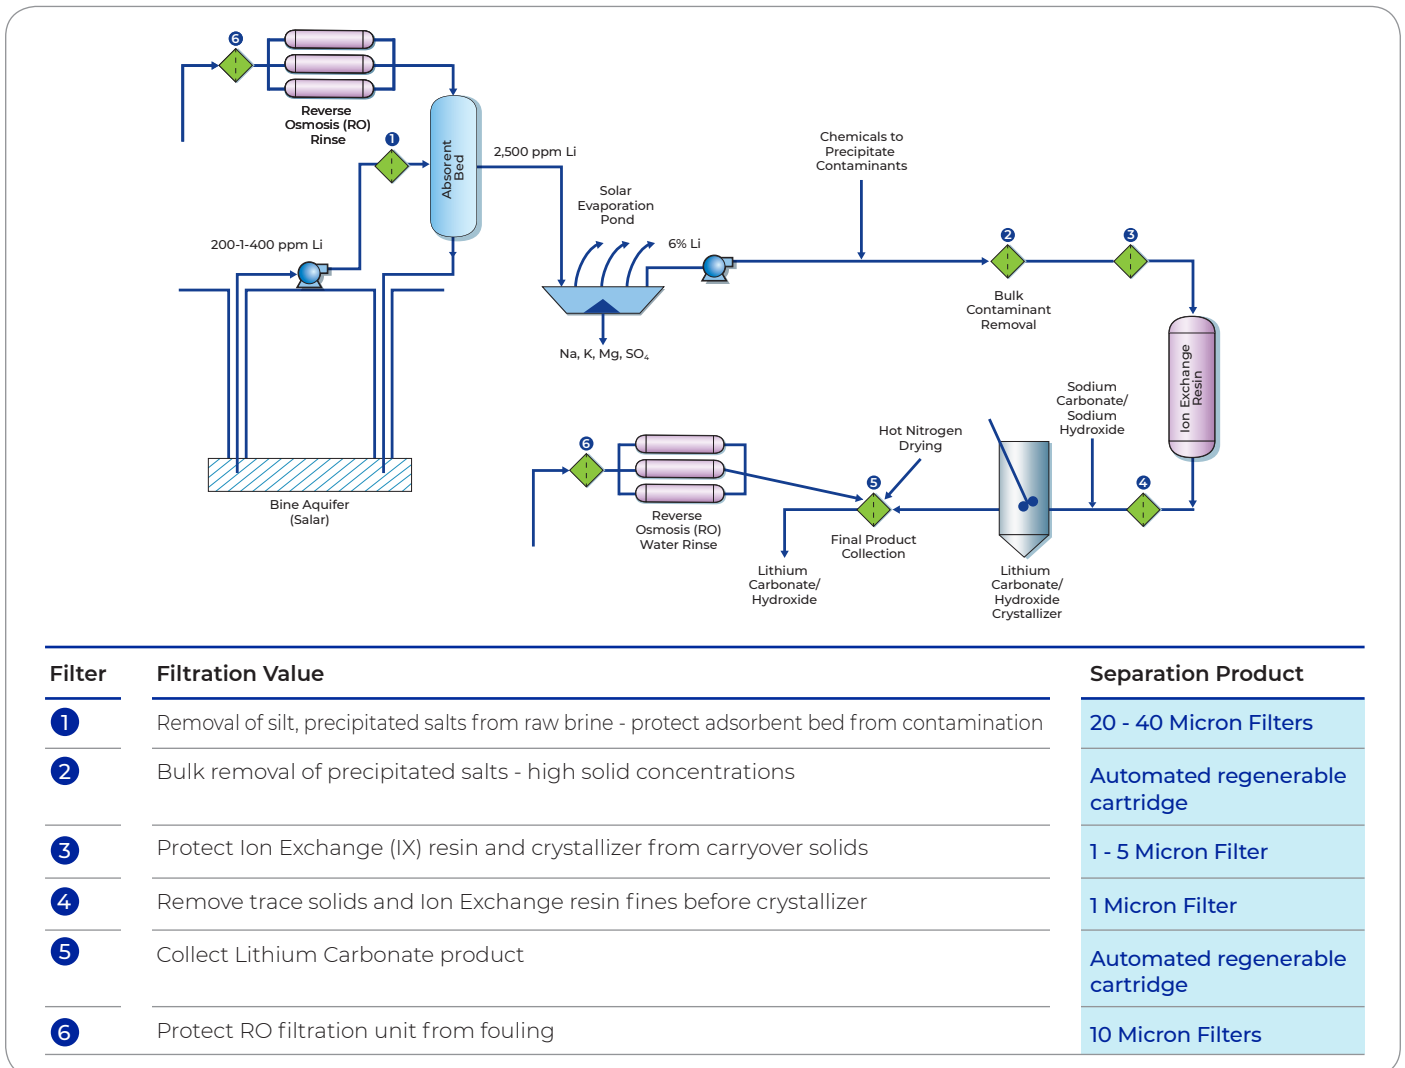 6
Reverse
Osmosis (RO)
Rinse
1
Absorent
Bed
2,500 ppm Li
200-1-400 ppm Li
Solar
Evaporation
Pond
6% Li
Chemicals to
Precipitate
Contaminants
2
3
Bulk
Contaminant
Removal
Na, K, Mg, SO₄
Ion Exchange
Resin
Sodium
Carbonate/
Sodium
Hydroxide
4
Hot Nitrogen
Drying
5
6
Reverse
Osmosis (RO)
Water Rinse
Final Product
Collection
Lithium
Carbonate/
Hydroxide
Lithium
Carbonate/
Hydroxide
Crystallizer
Bine Aquifer
(Salar)
Filter Filtration Value Separation Product
1 Removal of silt, precipitated salts from raw brine - protect adsorbent bed from contamination 20 - 40 Micron Filters
2 Bulk removal of precipitated salts - high solid concentrations Automated regenerable
cartridge
3 Protect Ion Exchange (IX) resin and crystallizer from carryover solids 1 - 5 Micron Filter
4 Remove trace solids and Ion Exchange resin fines before crystallizer 1 Micron Filter
5 Collect Lithium Carbonate product Automated regenerable
cartridge
6 Protect RO filtration unit from fouling 10 Micron Filters